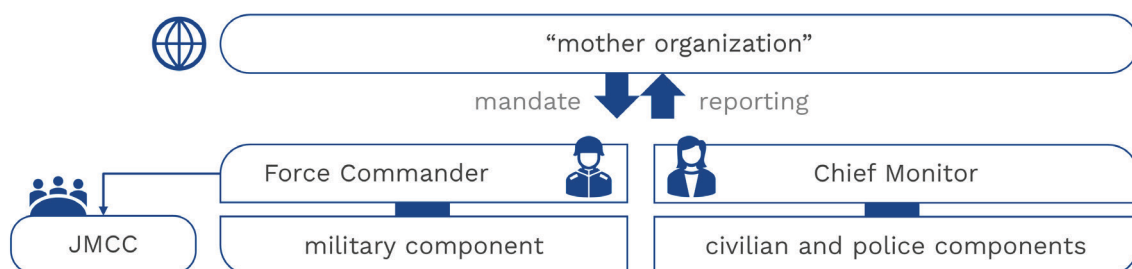 “mother organization”
mandate
reporting
Force Commander
Chief Monitor
JMCC
military component
civilian and police components